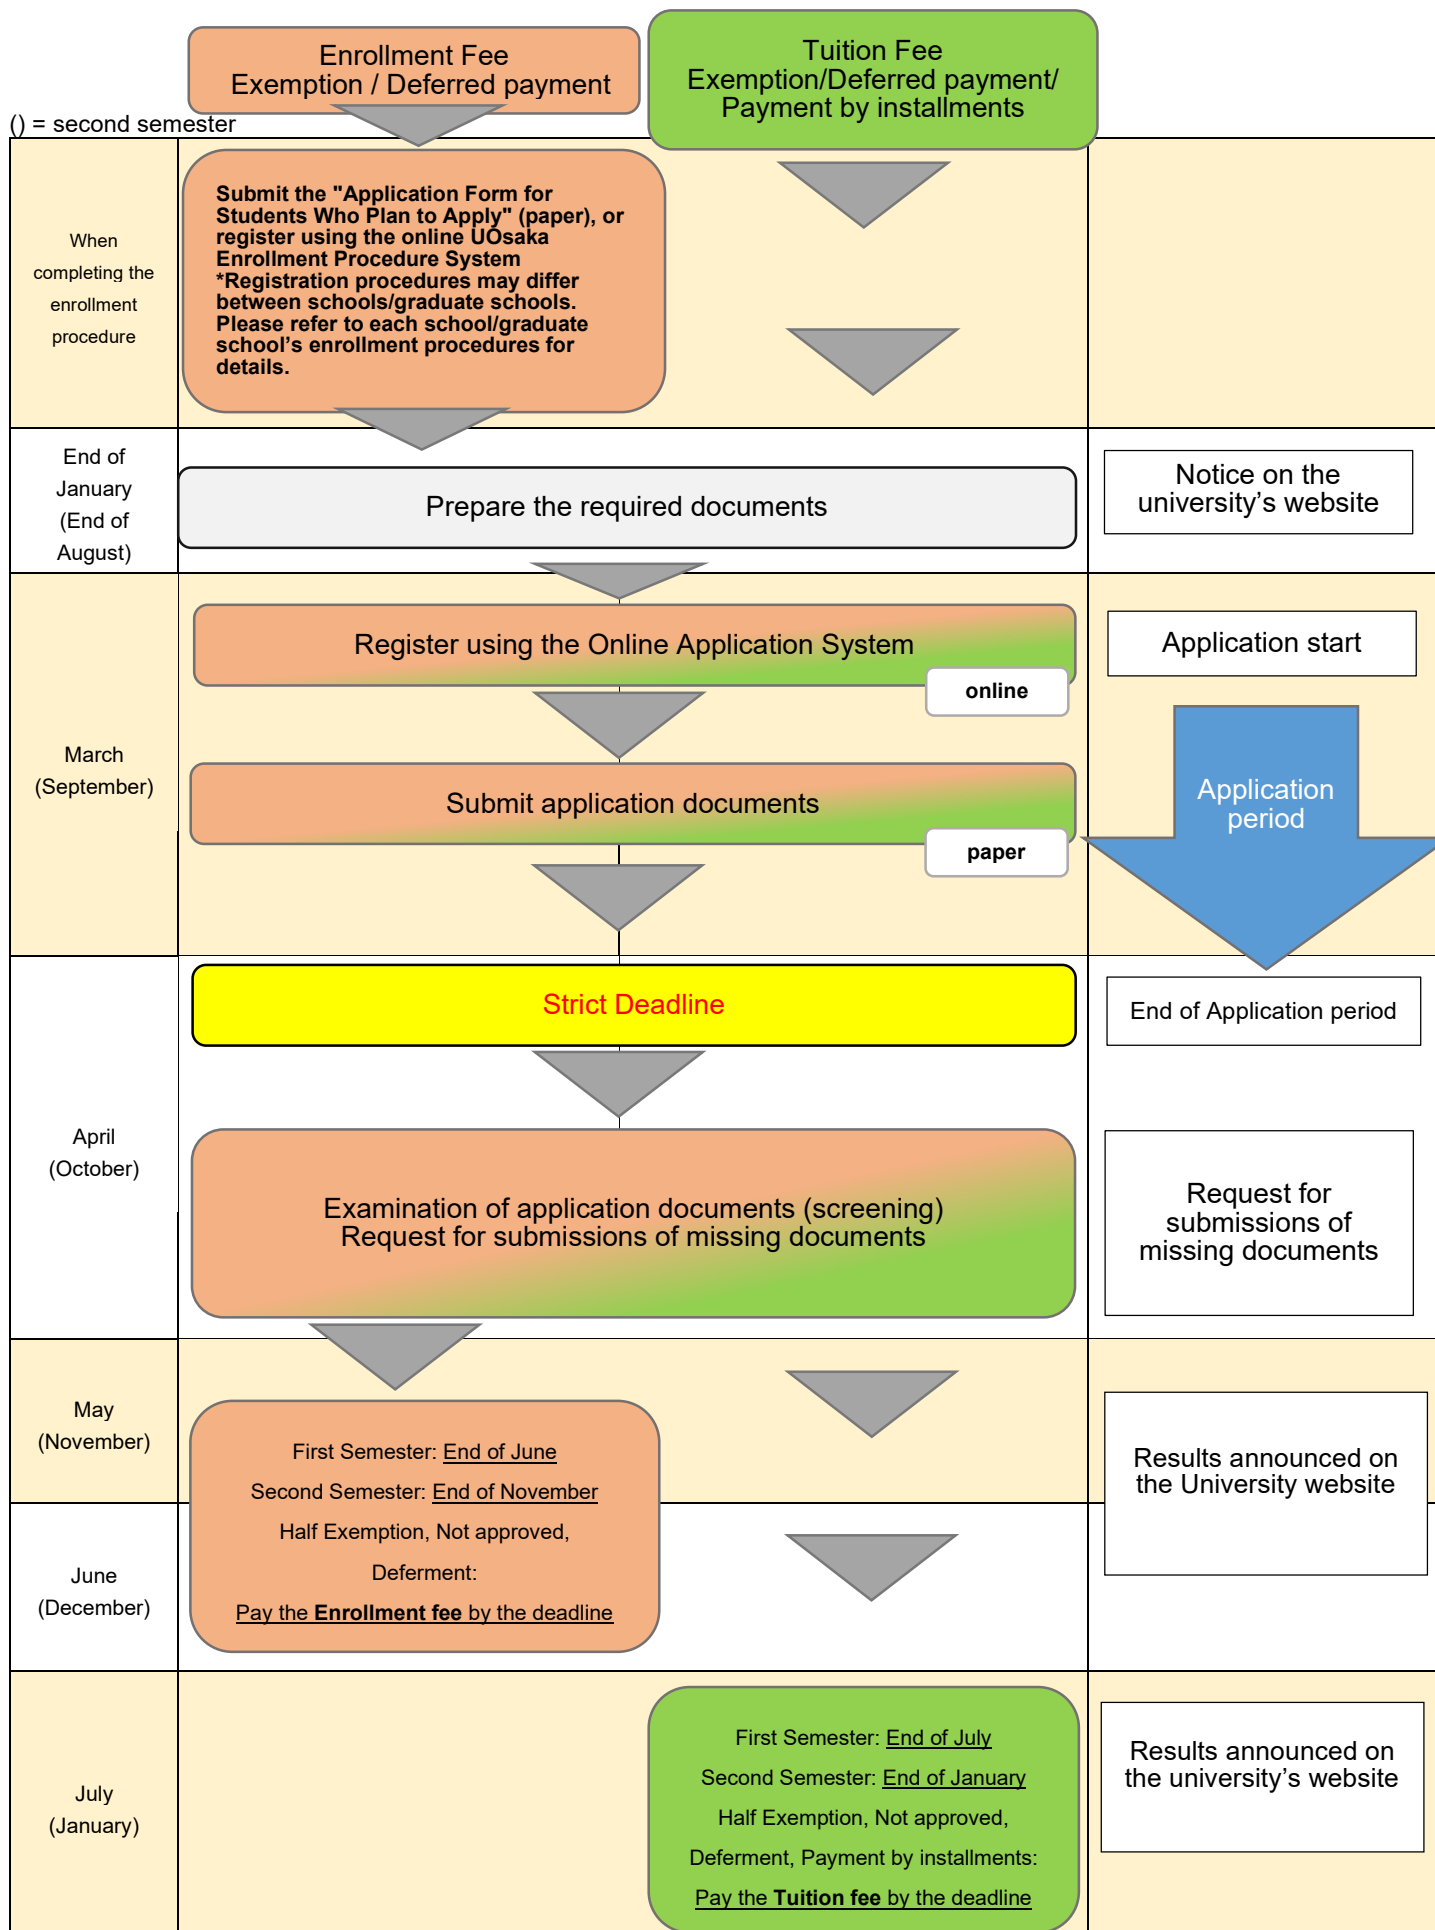 Enrollment Fee
Exemption / Deferred payment
Tuition Fee
Exemption/Deferred payment/
Payment by installments
() = second semester
When
completing the
enrollment
procedure
Submit the "Application Form for
Students Who Plan to Apply" (paper), or
register using the online UOsaka
Enrollment Procedure System
*Registration procedures may differ
between schools/graduate schools.
Please refer to each school/graduate
school’s enrollment procedures for
details.
End of
January
(End of
August)
Prepare the required documents
Notice on the
university’s website
March
(September)
Register using the Online Application System
online
Application start
Submit application documents
paper
Application
period
April
(October)
Strict Deadline
End of Application period
Examination of application documents (screening)
Request for submissions of missing documents
Request for
submissions of
missing documents
May
(November)
First Semester: End of June
Second Semester: End of November
Half Exemption, Not approved,
Deferment:
Pay the Enrollment fee by the deadline
Results announced on
the University website
June
(December)
July
(January)
First Semester: End of July
Second Semester: End of January
Half Exemption, Not approved,
Deferment, Payment by installments:
Pay the Tuition fee by the deadline
Results announced on
the university’s website